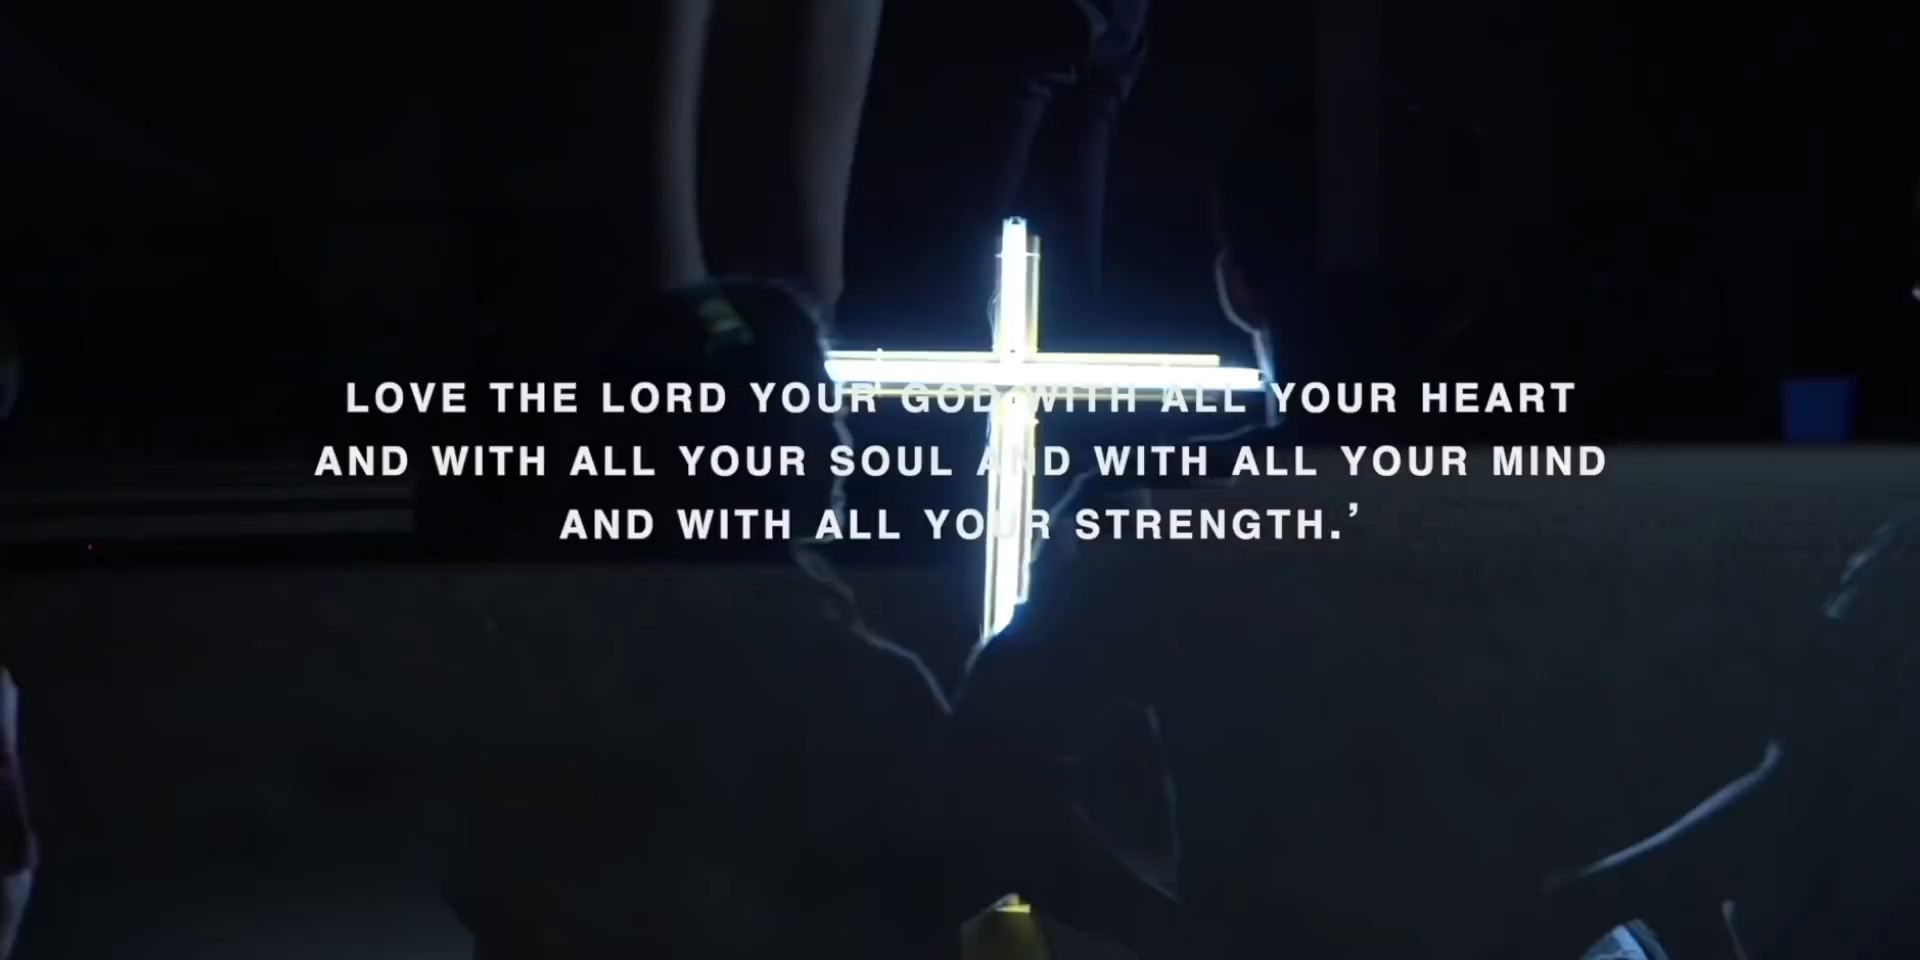 LOVE THE LORD YOUR GOD WITH ALL YOUR HEART
AND WITH ALL YOUR SOUL AND WITH ALL YOUR MIND
AND WITH ALL YOUR STRENGTH.’